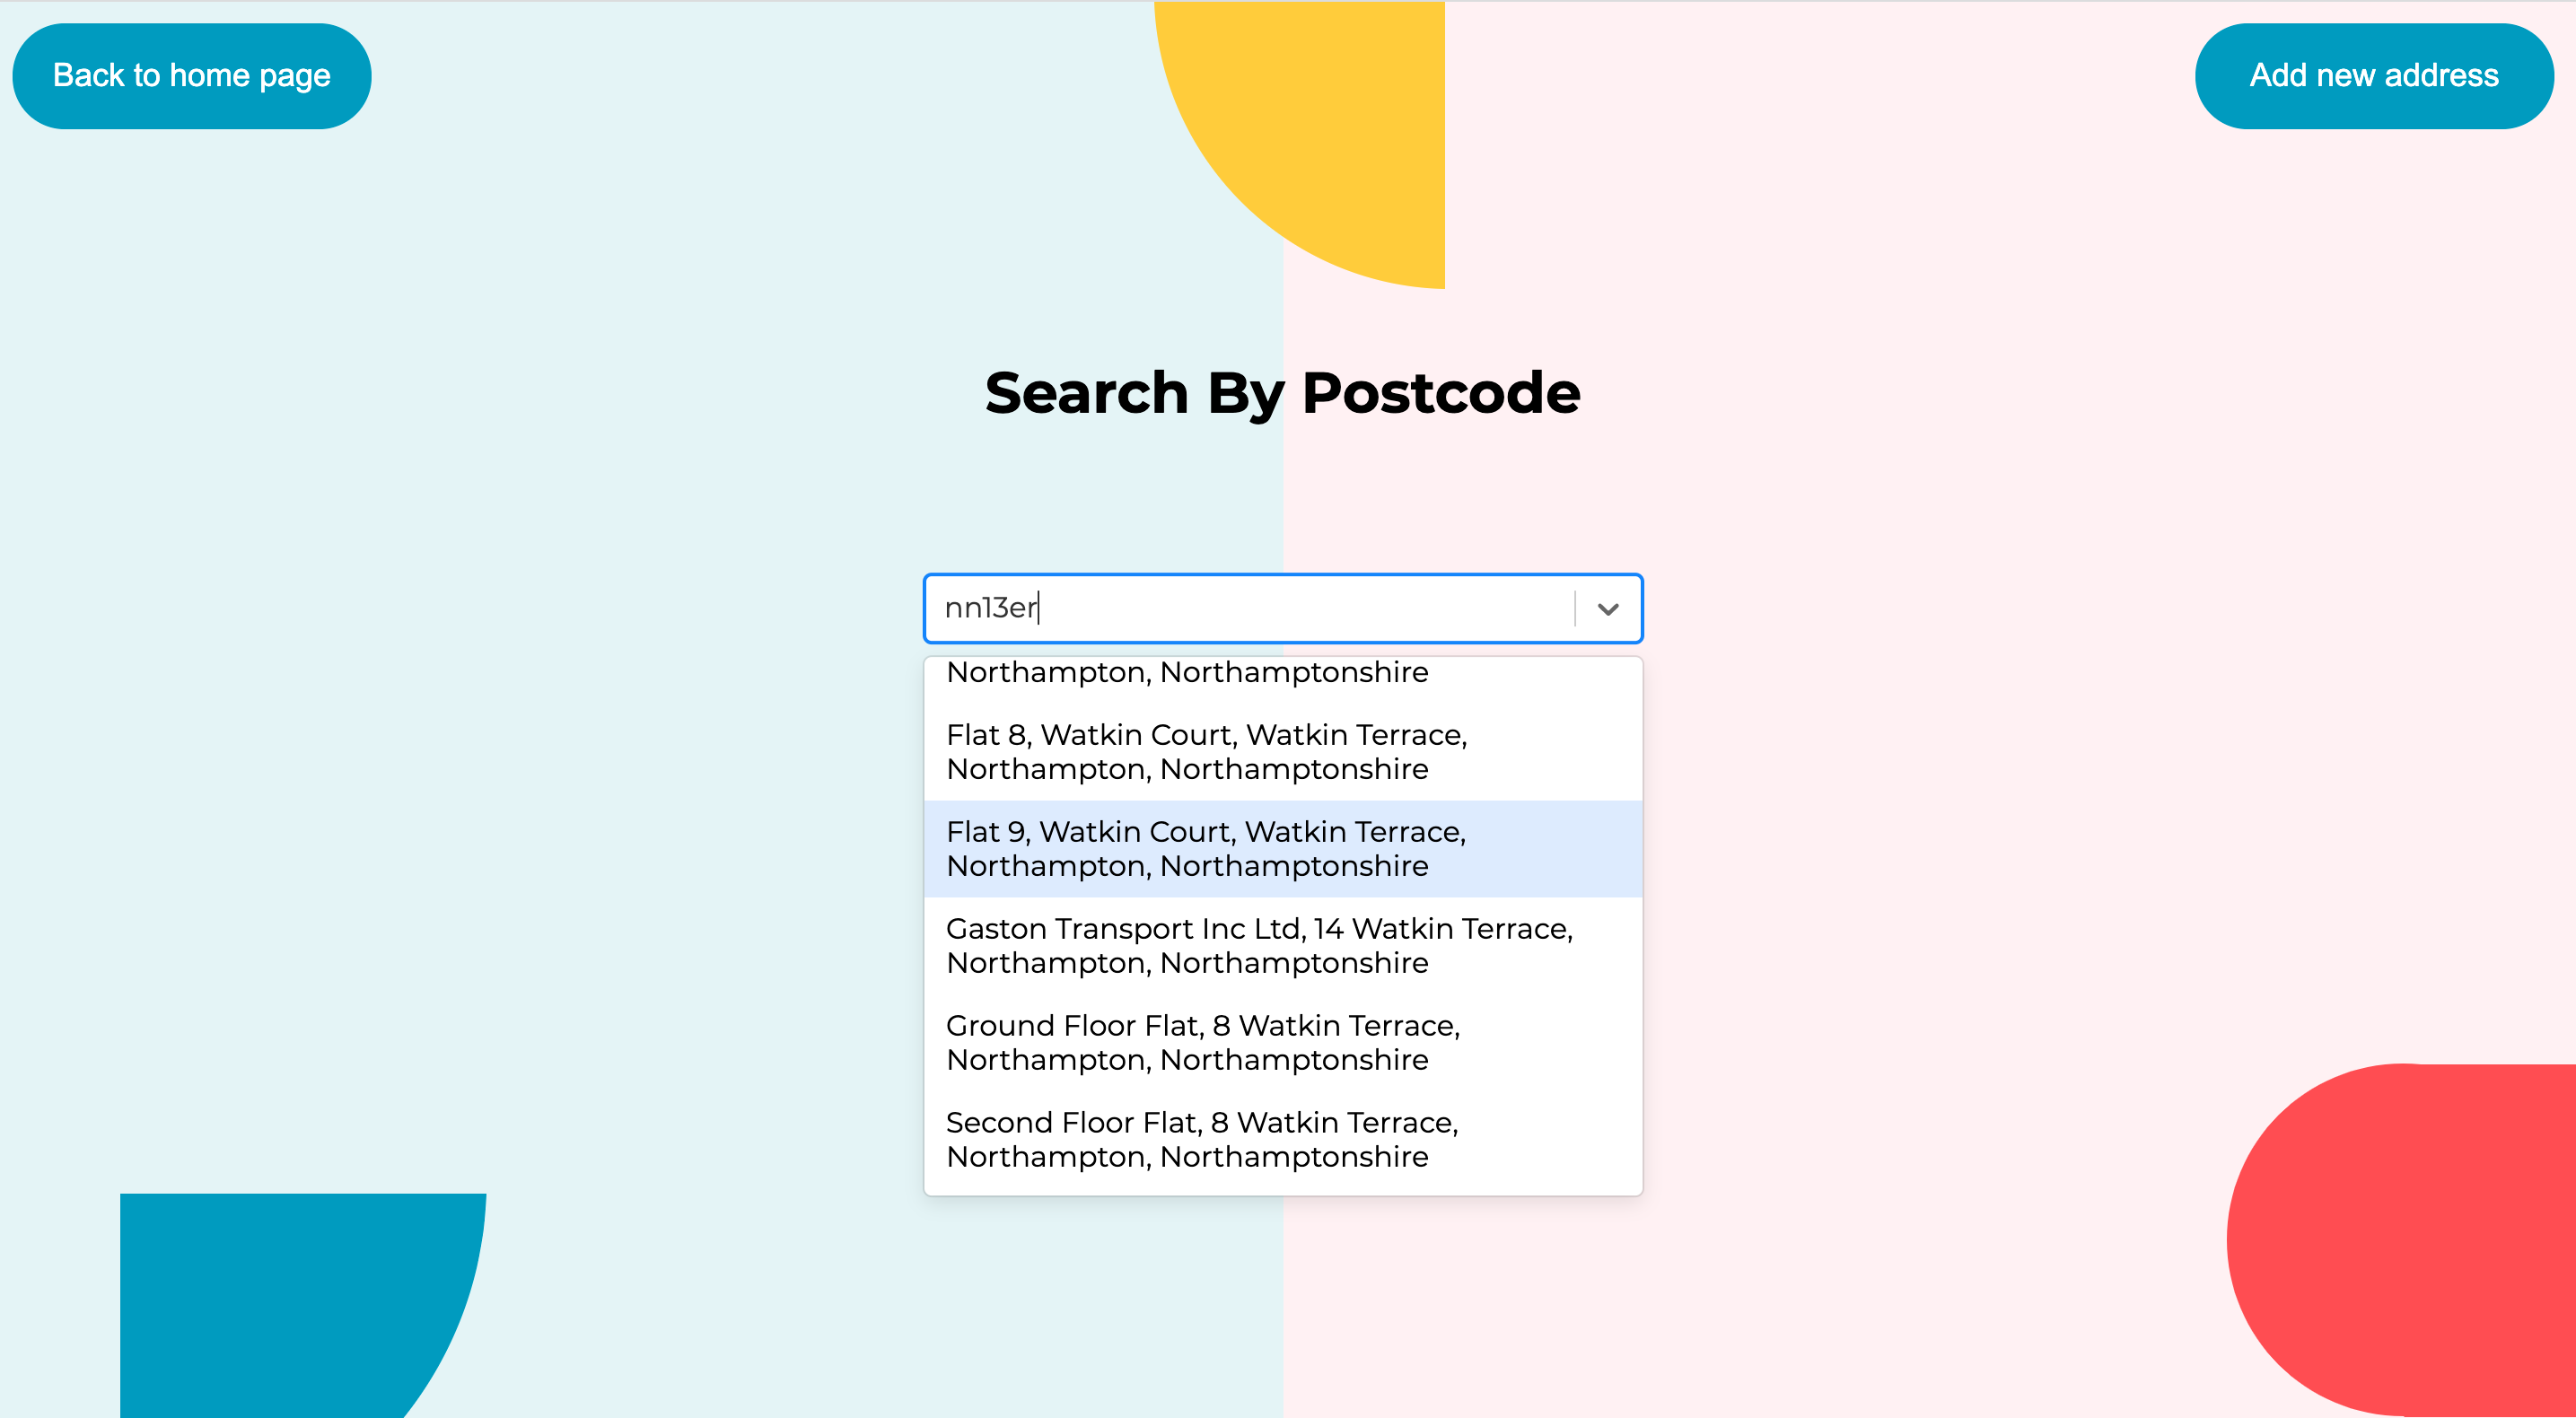 Back to home page
Add new address
Search By Postcode
nn13er
Northampton, Northamptonshire
Flat 8, Watkin Court, Watkin Terrace,
Northampton, Northamptonshire
Flat 9, Watkin Court, Watkin Terrace,
Northampton, Northamptonshire
Gaston Transport Inc Ltd, 14 Watkin Terrace,
Northampton, Northamptonshire
Ground Floor Flat, 8 Watkin Terrace,
Northampton, Northamptonshire
Second Floor Flat, 8 Watkin Terrace,
Northampton, Northamptonshire